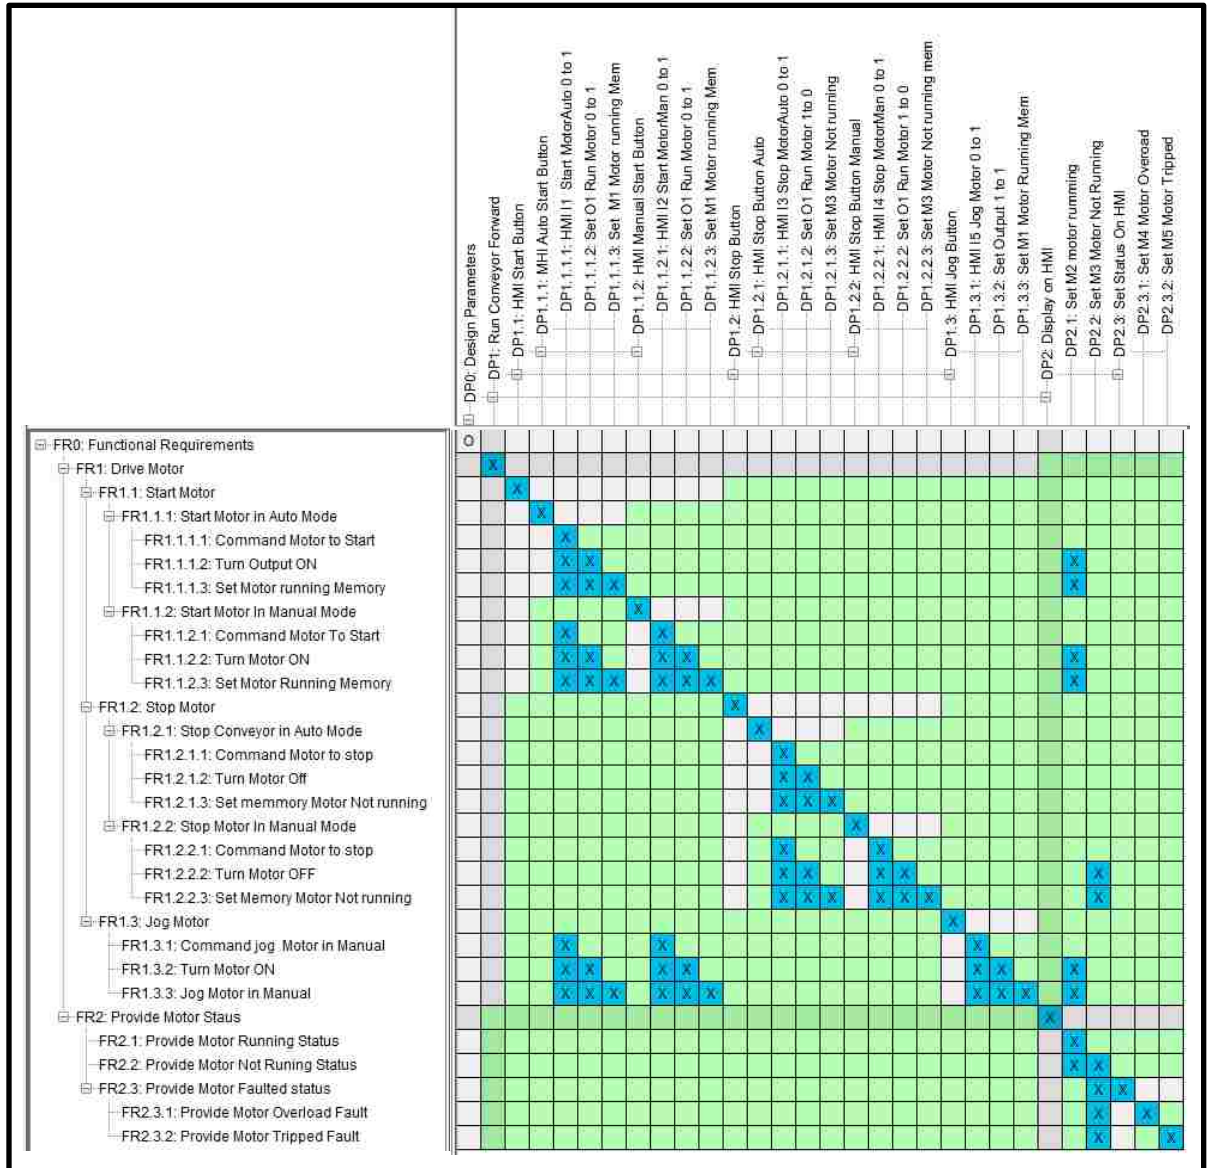 DP0: Design Parameters
DP1: Run Conveyor Forward
DP1.1: HMI Start Button
DP1.1.1: MHI Auto Start Button
DP1.1.1.1: HMI I1 Start MotorAuto 0 to 1
DP1.1.1.2: Set O1 Run Motor 0 to 1
DP1.1.1.3: Set M1 Motor running Mem
DP1.1.2: HMI Manual Start Button
DP1.1.2.1: HMI I2 Start MotorMan 0 to 1
DP1.1.2.2: Set O1 Run Motor 0 to 1
DP1.1.2.3: Set M1 Motor running Mem
DP1.2: HMI Stop Button
DP1.2.1: HMI Stop Button Auto
DP1.2.1.1: HMI I3 Stop MotorAuto 0 to 1
DP1.2.1.2: Set O1 Run Motor 1to 0
DP1.2.1.3: Set M3 Motor Not running
DP1.2.2: HMI Stop Button Manual
DP1.2.2.1: HMI I4 Stop MotorMan 0 to 1
DP1.2.2.2: Set O1 Run Motor 1 to 0
DP1.2.2.3: Set M3 Motor Not running mem
DP1.3: HMI Jog Button
DP1.3.1: HMI I5 Jog Motor 0 to 1
DP1.3.2: Set Output 1 to 1
DP1.3.3: Set M1 Motor Running Mem
DP2: Display on HMI
DP2.1: Set M2 motor rumming
DP2.2: Set M3 Motor Not Running
DP2.3: Set Status On HMI
DP2.3.1: Set M4 Motor Overoad
DP2.3.2: Set M5 Motor Tripped
FR0: Functional Requirements O
FR1: Drive Motor X
FR1.1: Start Motor X
FR1.1.1: Start Motor in Auto Mode X
FR1.1.1.1: Command Motor to Start X
FR1.1.1.2: Turn Output ON X X X
FR1.1.1.3: Set Motor running Memory X X X X
FR1.1.2: Start Motor In Manual Mode X
FR1.1.2.1: Command Motor To Start X X
FR1.1.2.2: Turn Motor ON X X X X X
FR1.1.2.3: Set Motor Running Memory X X X X X X X
FR1.2: Stop Motor X
FR1.2.1: Stop Conveyor in Auto Mode X
FR1.2.1.1: Command Motor to stop X
FR1.2.1.2: Turn Motor Off X X
FR1.2.1.3: Set memmory Motor Not running X X X
FR1.2.2: Stop Motor In Manual Mode X
FR1.2.2.1: Command Motor to stop X X
FR1.2.2.2: Turn Motor OFF X X X X X
FR1.2.2.3: Set Memory Motor Not running X X X X X X X
FR1.3: Jog Motor X
FR1.3.1: Command jog Motor in Manual X X X
FR1.3.2: Turn Motor ON X X X X X X X
FR1.3.3: Jog Motor in Manual X X X X X X X X X X
FR2: Provide Motor Staus X
FR2.1: Provide Motor Running Status X
FR2.2: Provide Motor Not Runing Status X X
FR2.3: Provide Motor Faulted status X X
FR2.3.1: Provide Motor Overload Fault X X
FR2.3.2: Provide Motor Tripped Fault X X